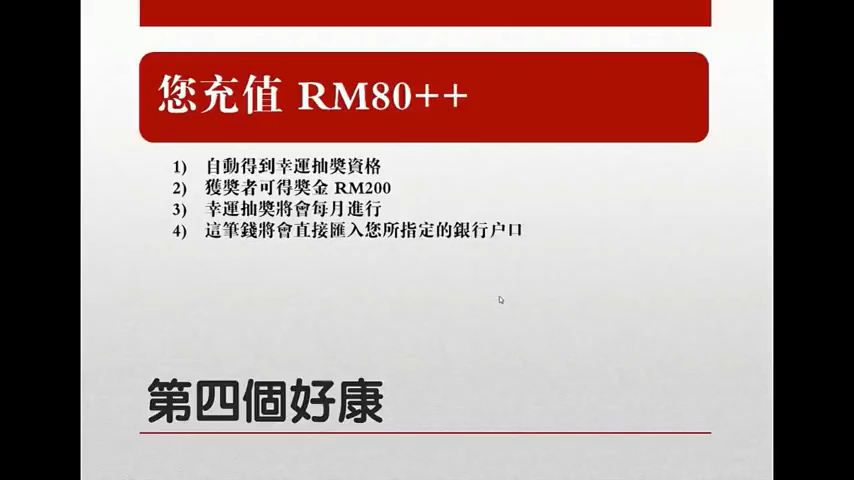 您充值 RM80++
1) 自動得到幸運抽獎資格
2) 獲獎者可得獎金 RM200
3) 幸運抽獎將會每月進行
4) 這筆錢將會直接匯入您所指定的銀行户口
第四個好康